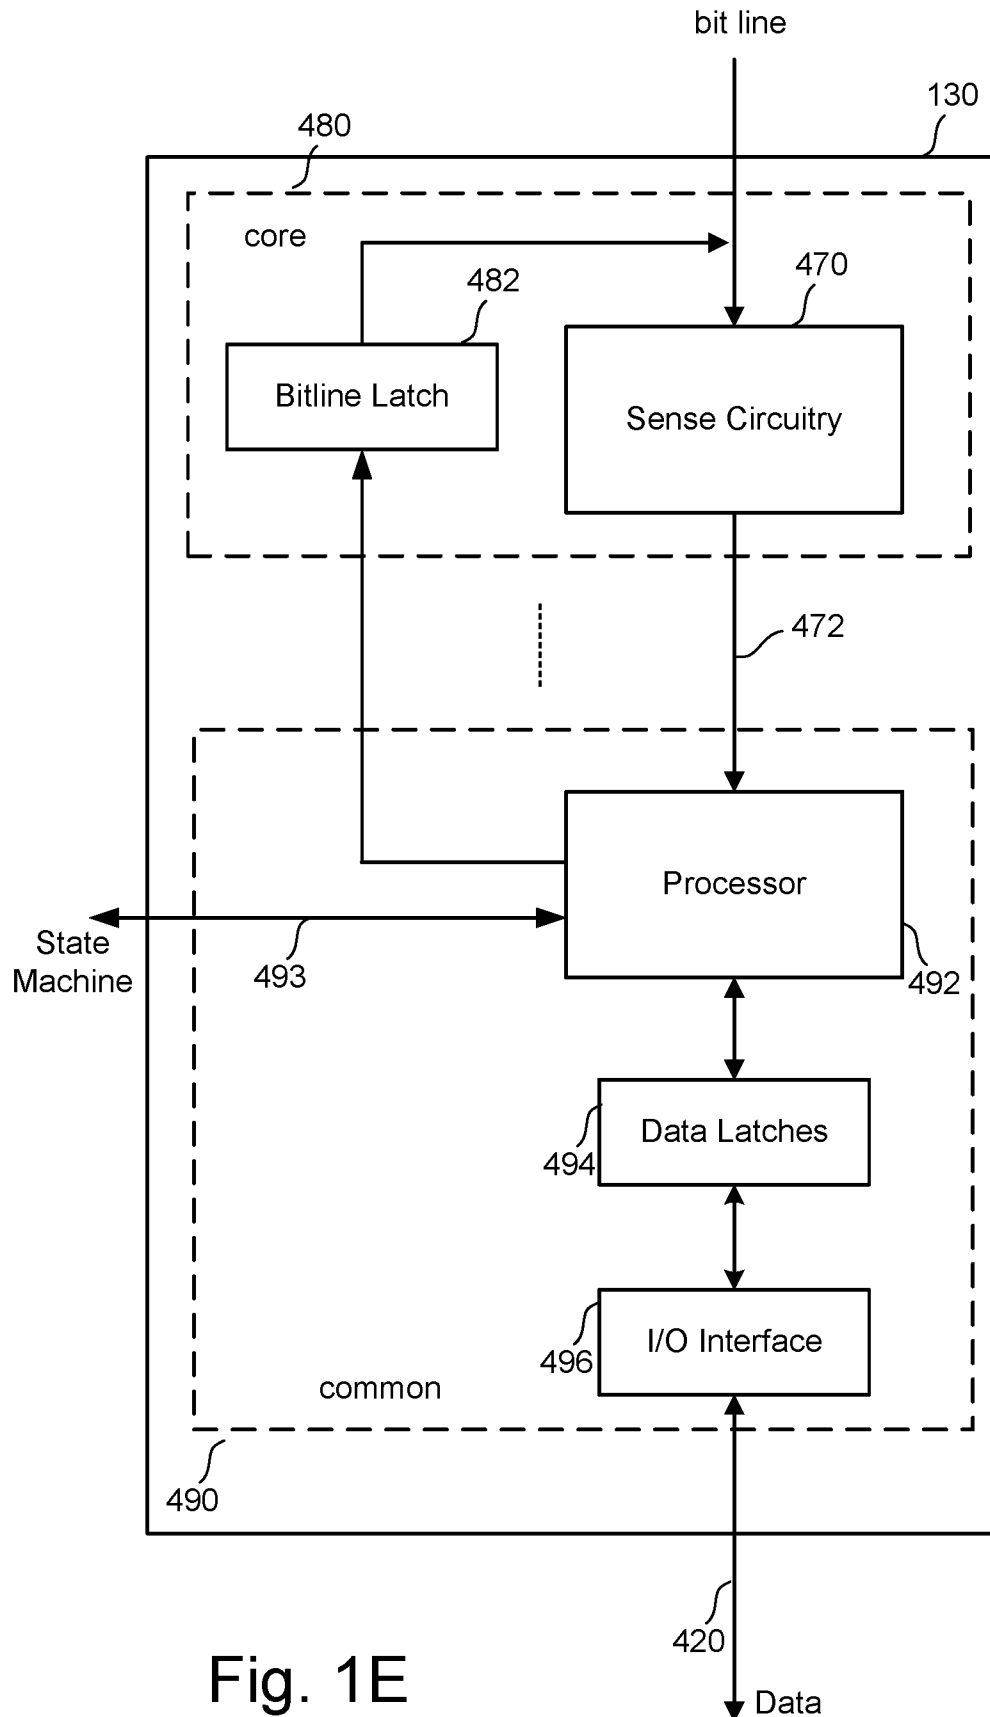 bit line
130
480
core
470
482
Bitline Latch
Sense Circuitry
472
Processor
State
Machine
493
492
Data Latches
494
I/O Interface
496
common
490
420
Fig. 1E
Data